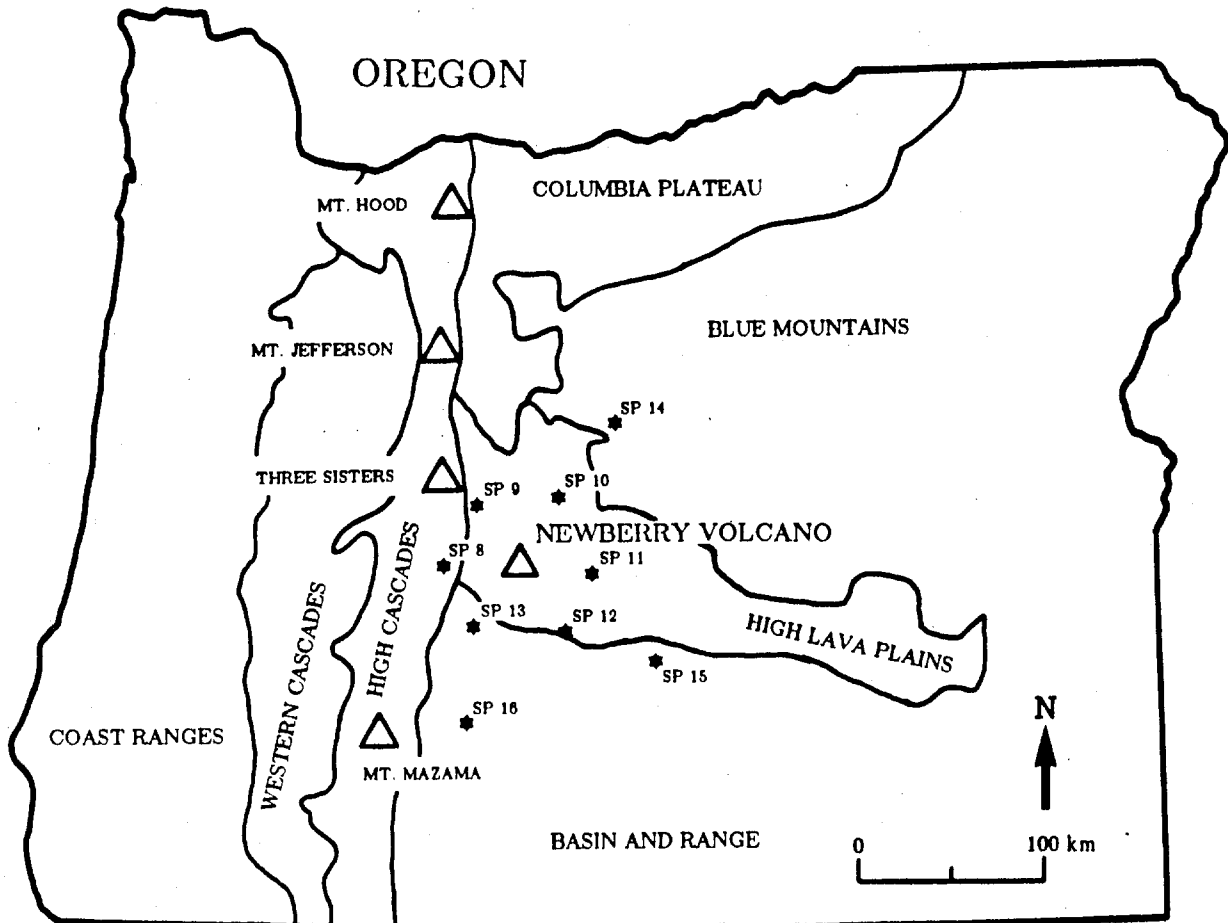 OREGON
COLUMBIA PLATEAU
MT. HOOD
BLUE MOUNTAINS
MT. JEFFERSON
SP 14
THREE SISTERS
SP 9
SP 10
NEWBERRY VOLCANO
SP 8
SP 11
SP 13
SP 12
HIGH LAVA PLAINS
SP 15
WESTERN CASCADES
HIGH CASCADES
SP 16
COAST RANGES
MT. MAZAMA
N
BASIN AND RANGE
0
100 km